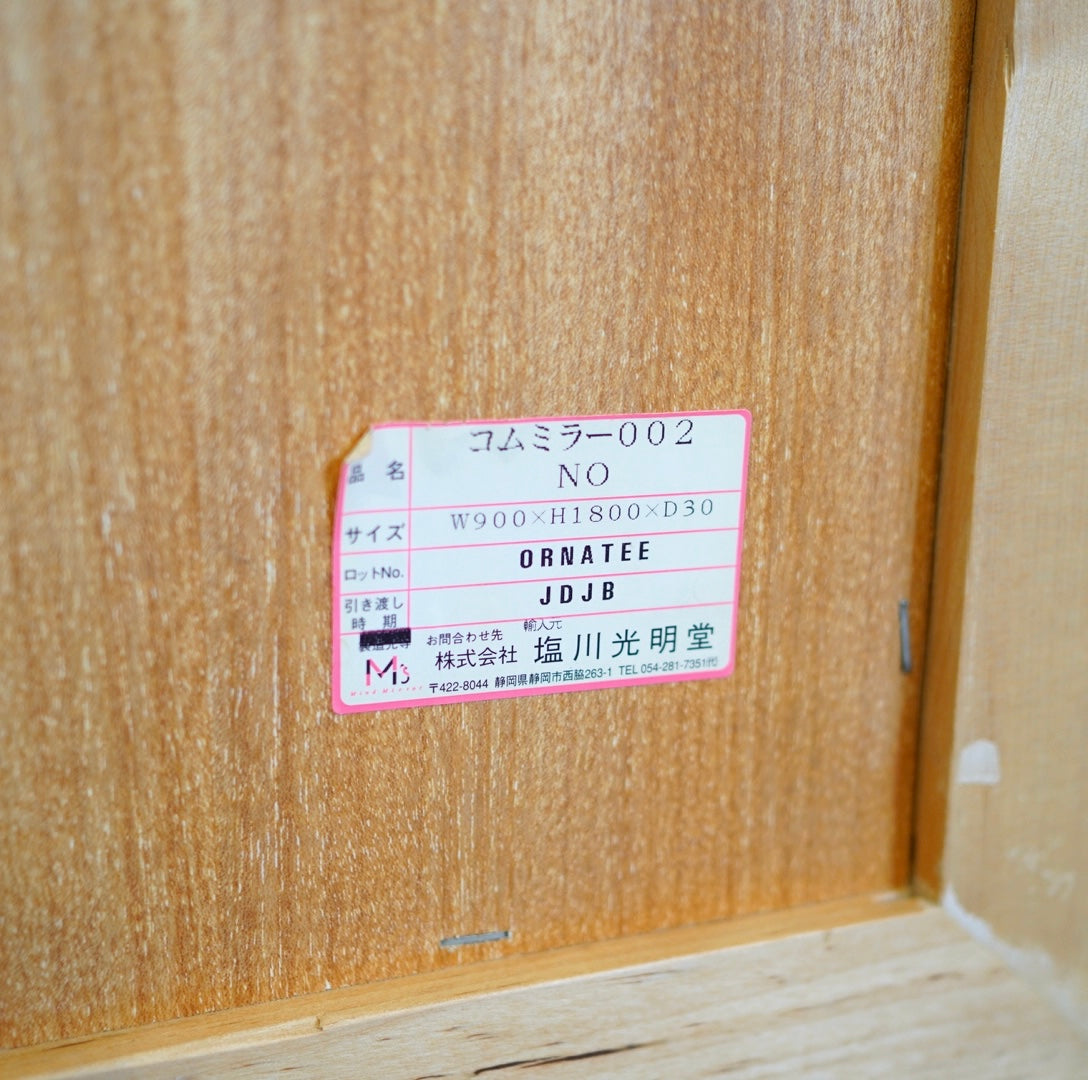 品 名 コムミラー002
NO
サイズ W900×H1800×D30
ロットNo. ORNATEE
引き渡し
時 期 JDJB
お問合わせ先 輸入元
株式会社 塩川光明堂
M's
Mind Mirror
〒422-8044 静岡県静岡市西脇263-1 TEL 054-281-7351㈹